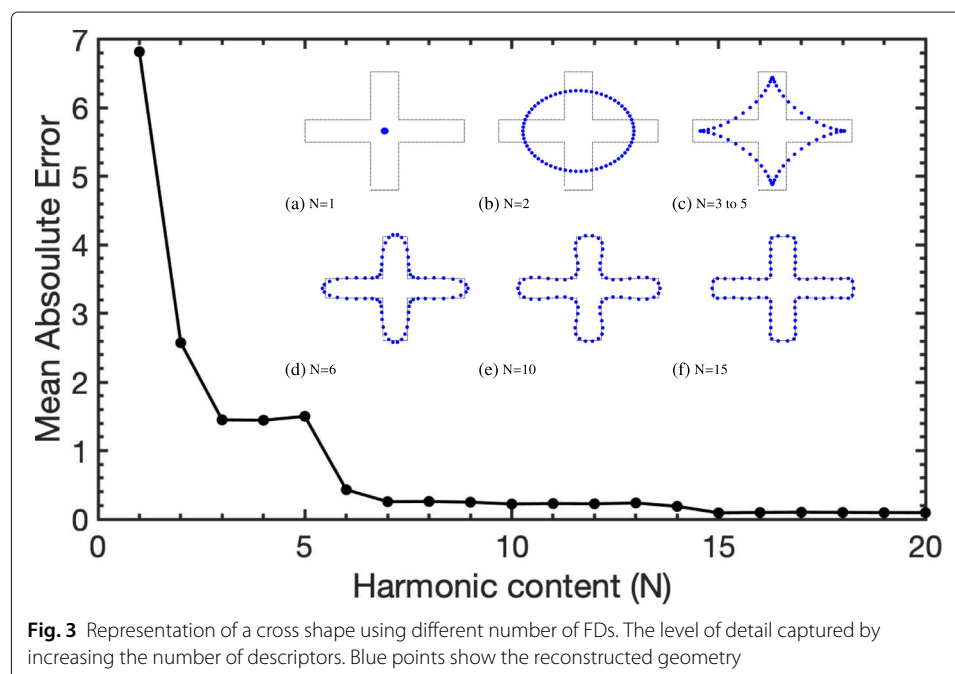 7
6
5
4
3
2
1
0
Mean Absoulute Error
(a) N=1
(b) N=2
(c) N=3 to 5
(d) N=6
(e) N=10
(f) N=15
0 5 10 15 20
Harmonic content (N)
Fig. 3 Representation of a cross shape using different number of FDs. The level of detail captured by
increasing the number of descriptors. Blue points show the reconstructed geometry